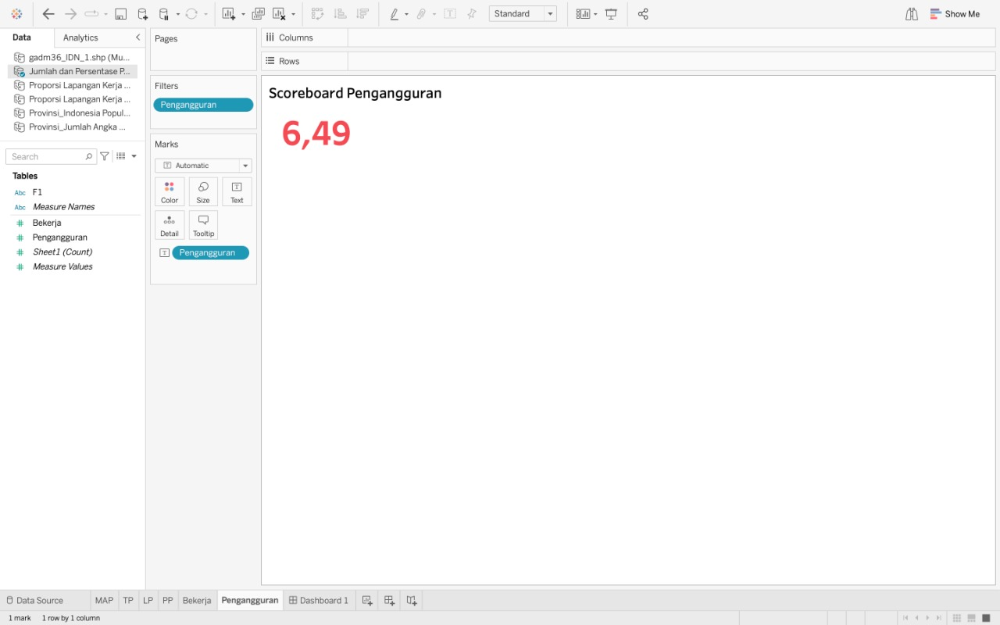 Standard
Show Me
Data
Analytics
Pages
Columns
Rows
gadm36_IDN_1.shp (Mu...
Jumlah dan Persentase P...
Proporsi Lapangan Kerja ...
Proporsi Lapangan Kerja ...
Provinsi_Indonesia Popul...
Provinsi_Jumlah Angka ...
Filters
Pengangguran
Scoreboard Pengangguran
6,49
Marks
Automatic
Color
Size
Text
Detail
Tooltip
Pengangguran
Search
Tables
Abc F1
Abc Measure Names
Bekerja
Pengangguran
Sheet1 (Count)
Measure Values
Data Source
MAP
TP
LP
PP
Bekerja
Pengangguran
Dashboard 1
1 mark
1 row by 1 column